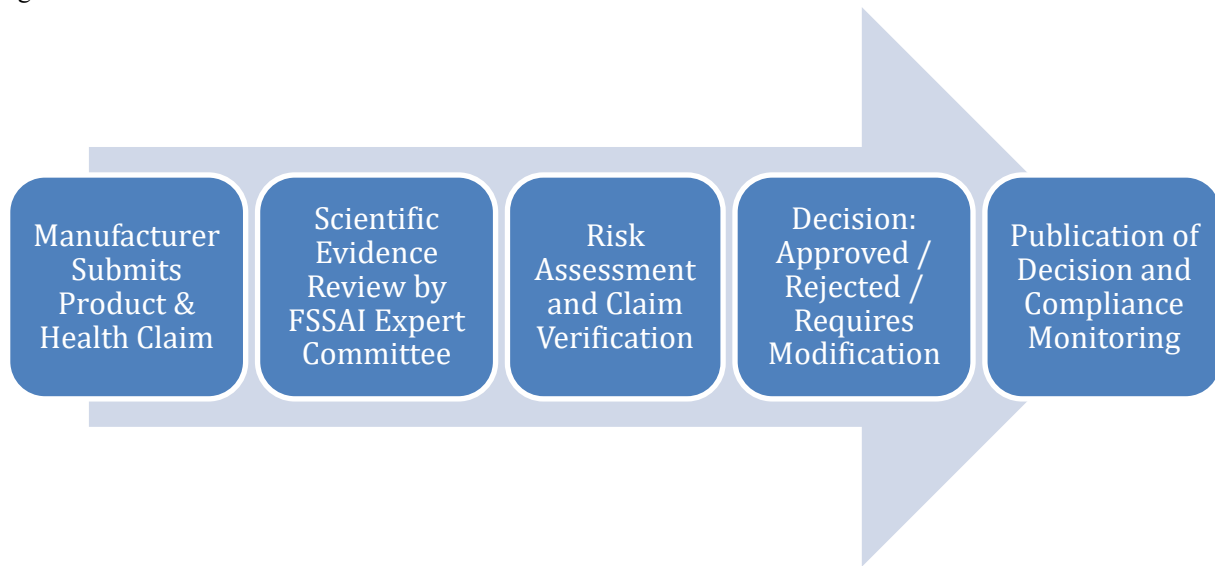 Manufacturer
Submits
Product &
Health Claim
Scientific
Evidence
Review by
FSSAI Expert
Committee
Risk
Assessment
and Claim
Verification
Decision:
Approved /
Rejected /
Requires
Modification
Publication of
Decision and
Compliance
Monitoring